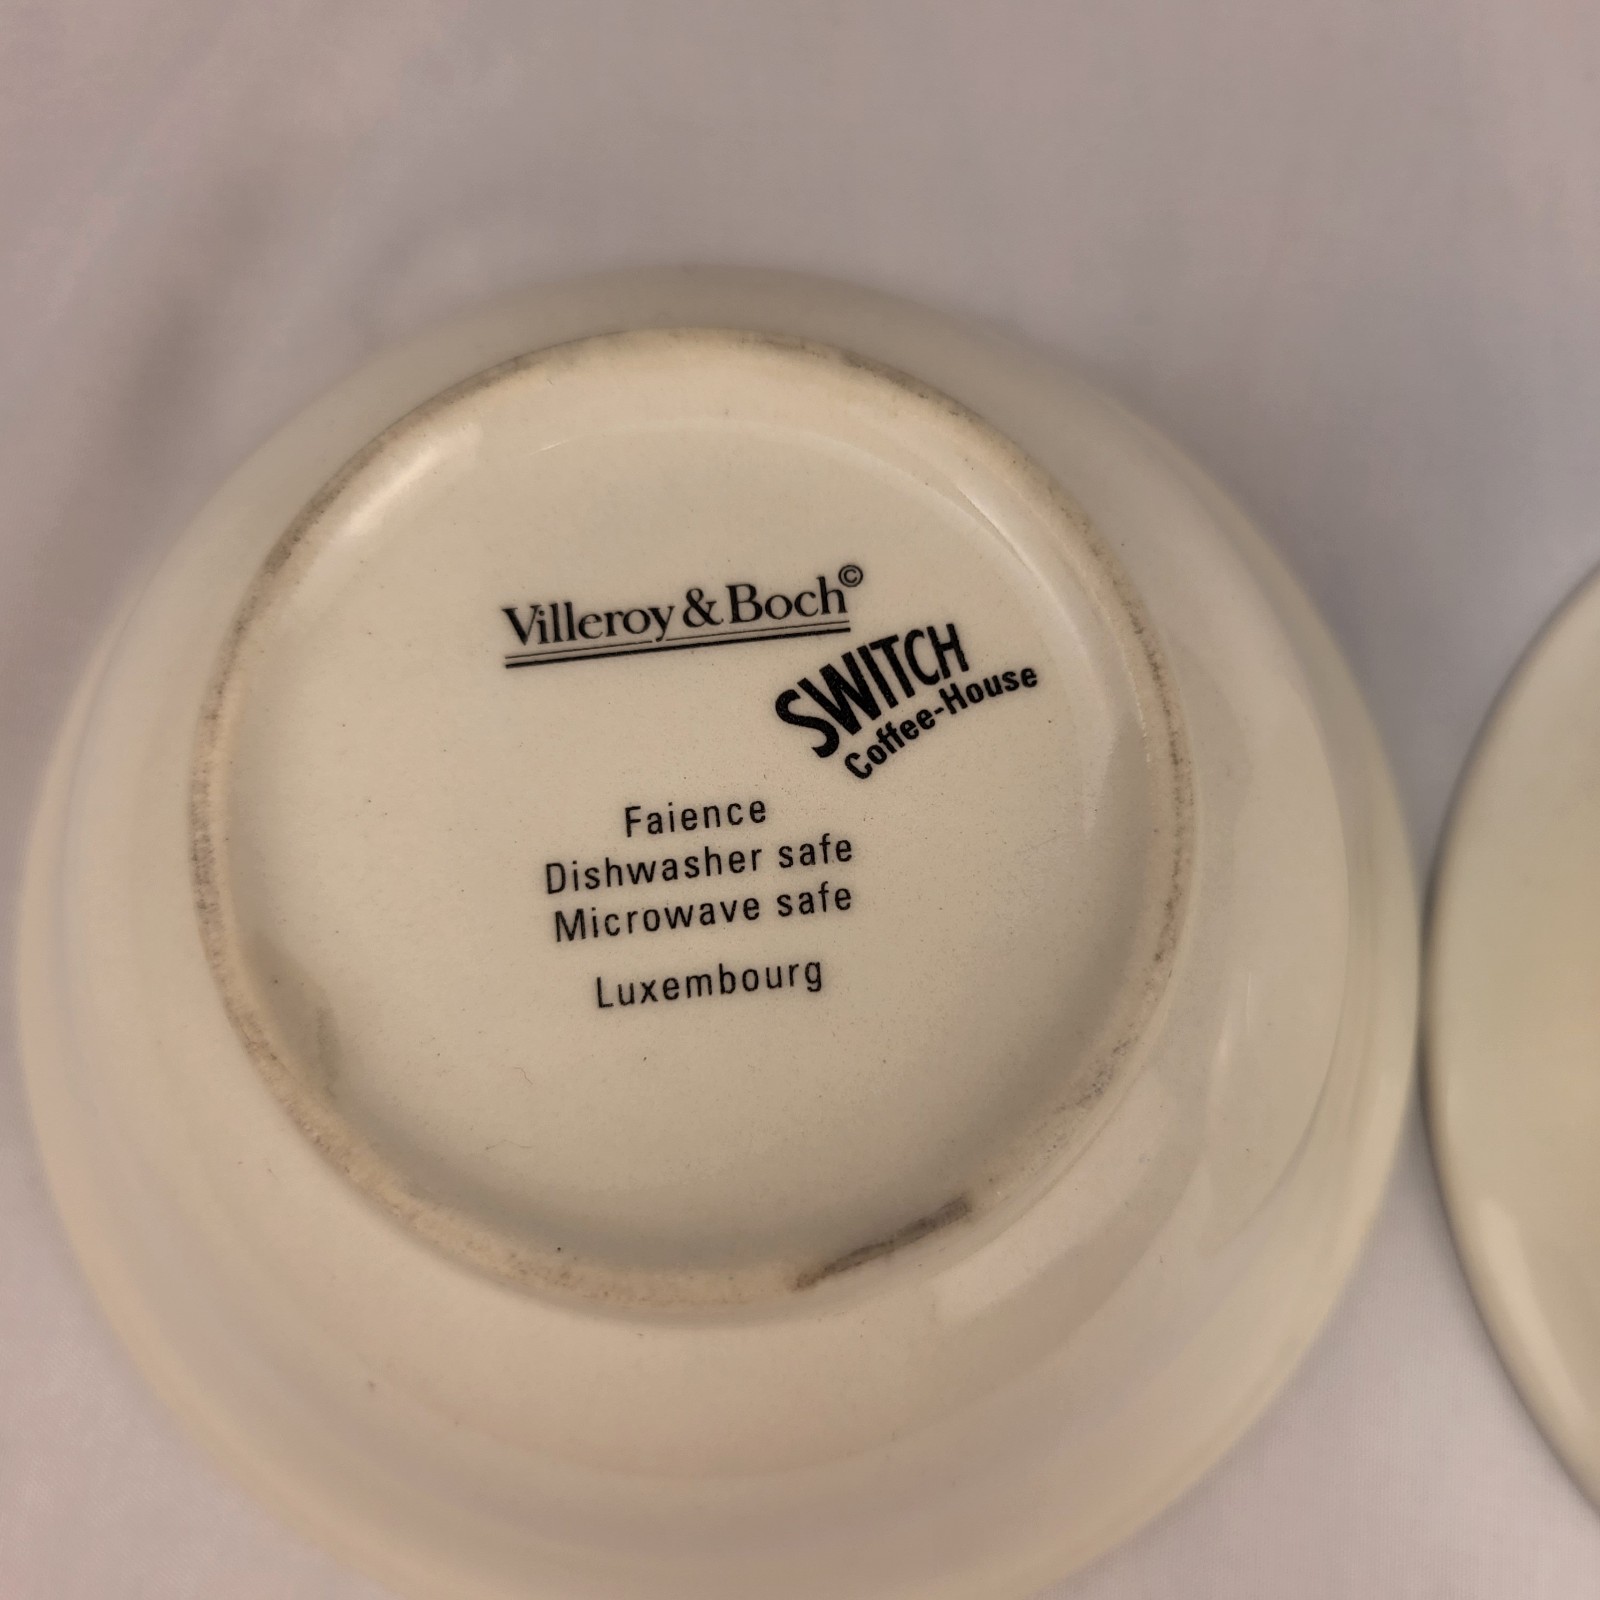 Villeroy & Boch©
SWITCH
Coffee-House
Faience
Dishwasher safe
Microwave safe
Luxembourg